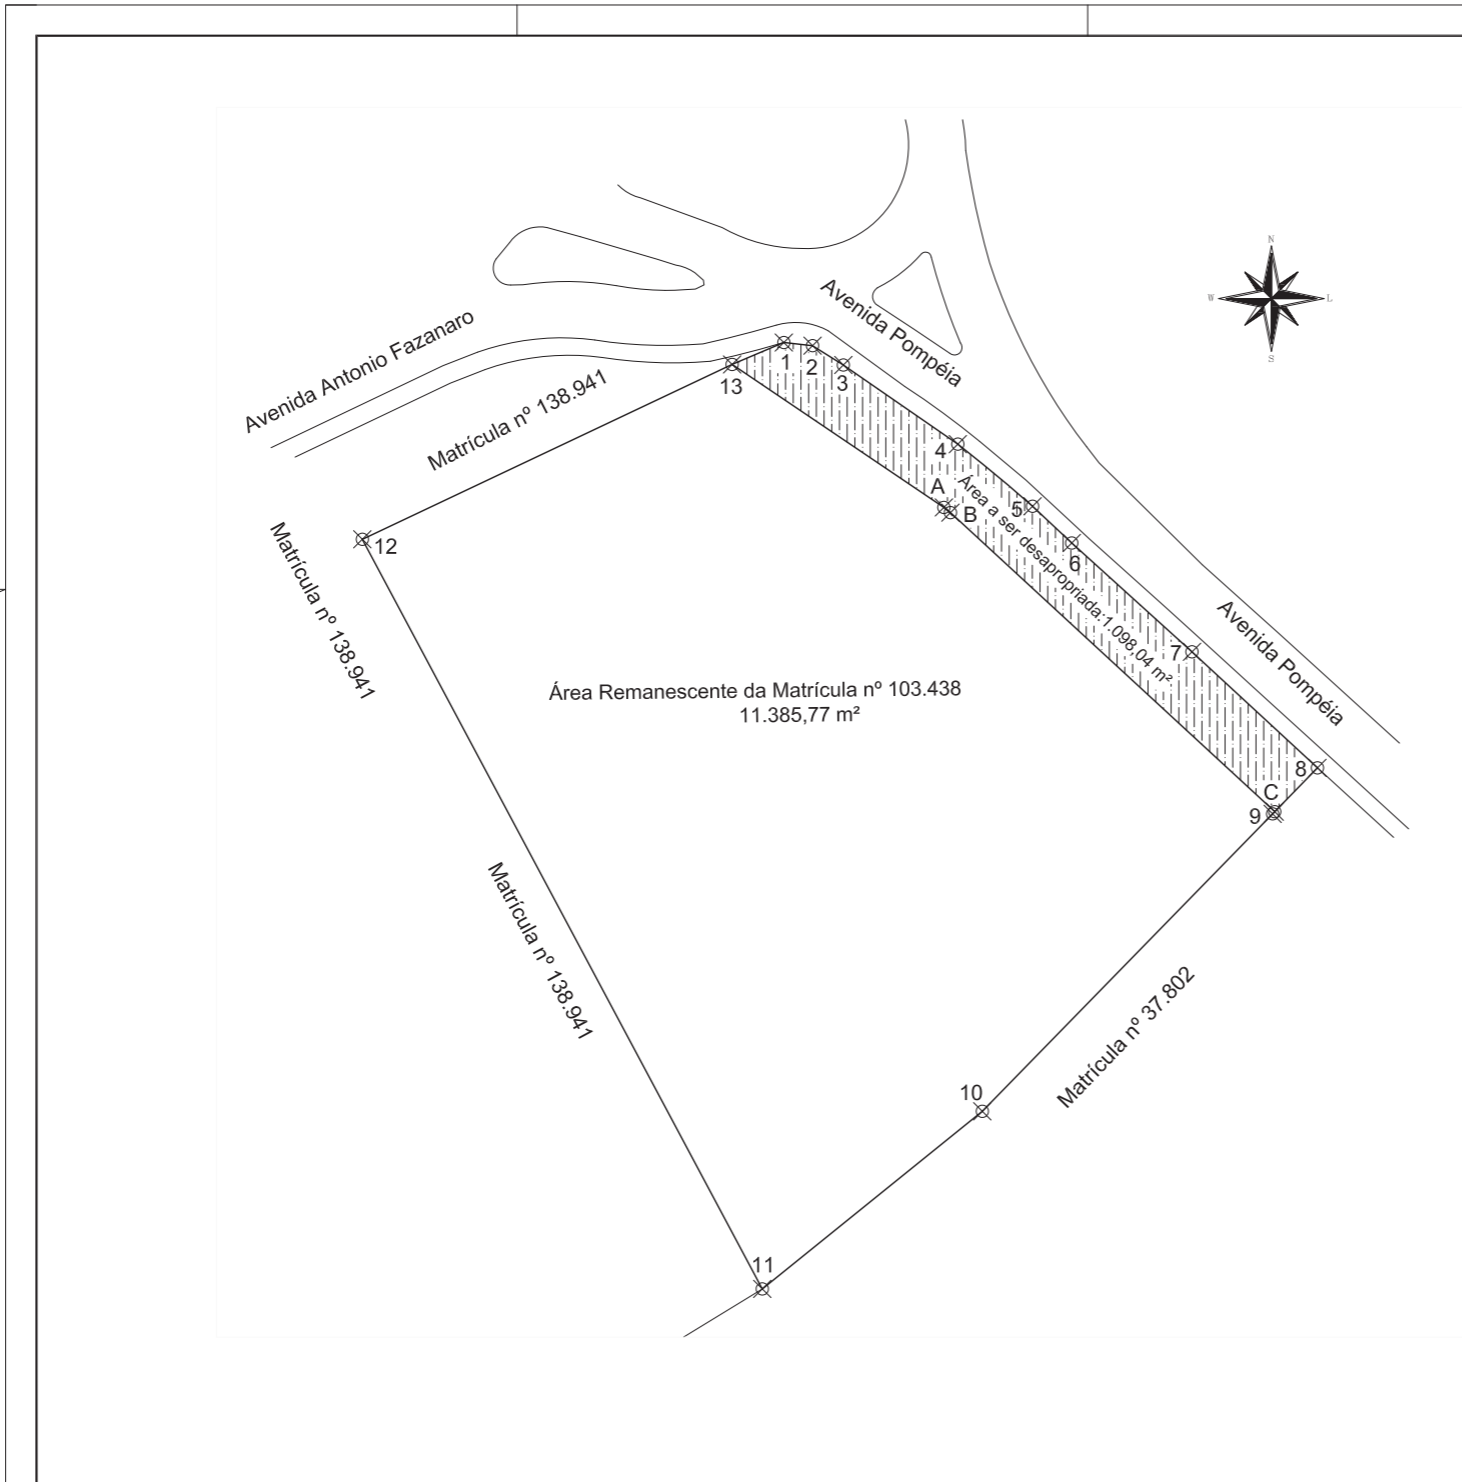 N
W
L
S
Avenida Pompéia
Avenida Antonio Fazanaro
Matrícula nº 138.941
1
2
3
13
4
A
B
5
6
12
Área a ser desapropriada:1.098,04 m².
Matrícula nº 138.941
Avenida Pompéia
7
Área Remanescente da Matrícula nº 103.438
11.385,77 m²
8
C
9
Matrícula nº 138.941
Matrícula nº 37.802
10
11